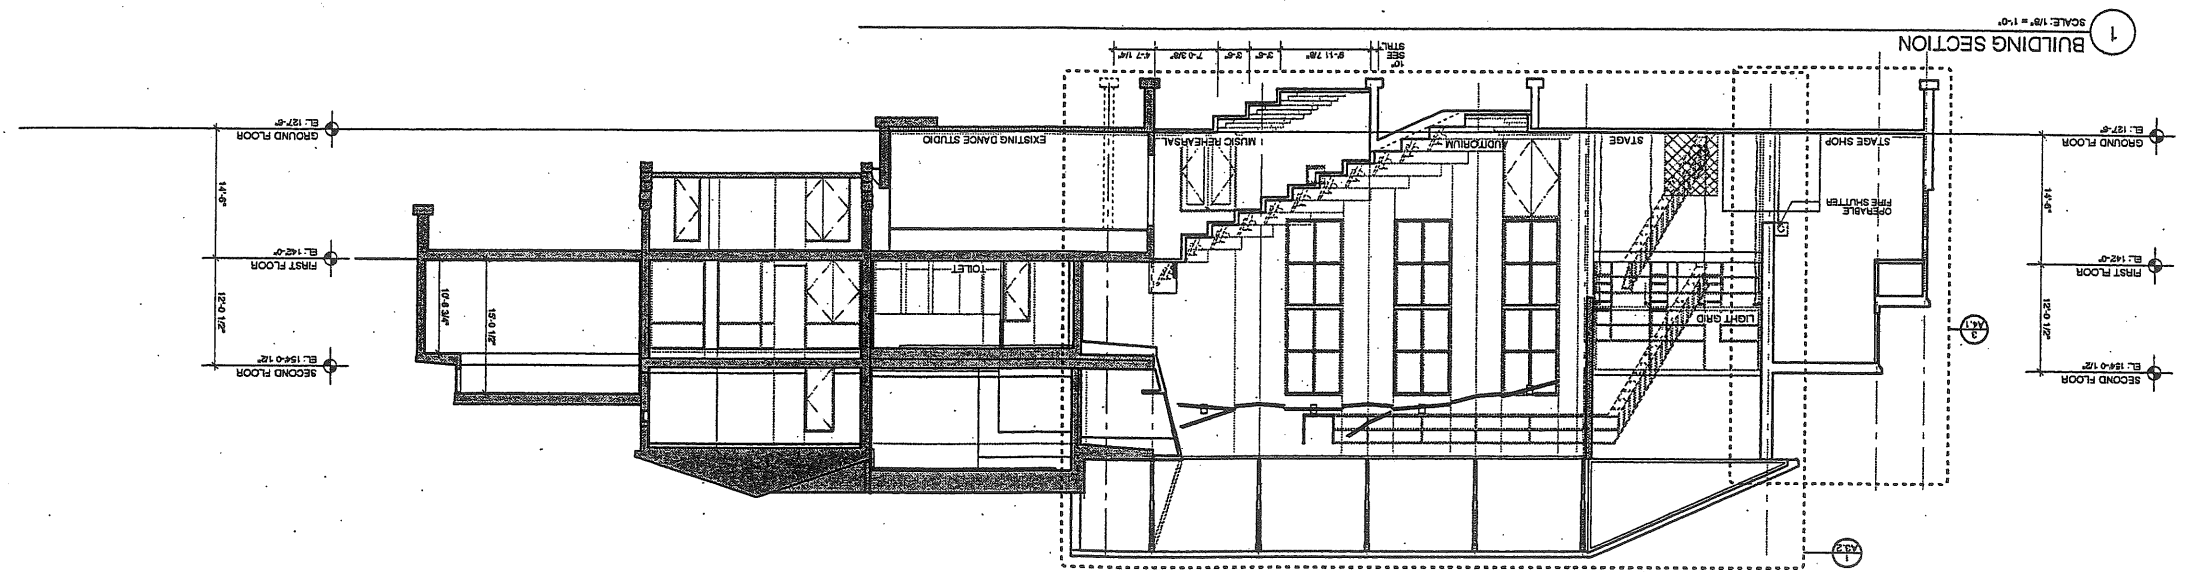 1
A3.2
3
A4.1
SECOND FLOOR
EL: 154'-0 1/2"
12'-0 1/2"
FIRST FLOOR
EL: 142'-0"
14'-6"
GROUND FLOOR
EL: 127'-6"
OPERABLE
FIRE SHUTTER
LIGHT GRID
STAGE SHOP
STAGE
AUDITORIUM
MUSIC REHEARSAL
TOILET
EXISTING DANCE STUDIO
15'-0 1/2"
10'-8 3/4"
SECOND FLOOR
EL: 154'-0 1/2"
12'-0 1/2"
FIRST FLOOR
EL: 142'-0"
14'-6"
GROUND FLOOR
EL: 127'-6"
10"
SEE
STRL.
9'-11 7/8"
3'-6"
3'-6"
7'-0 3/8"
4'-7 1/4"
1
BUILDING SECTION
SCALE: 1/8" = 1'-0"